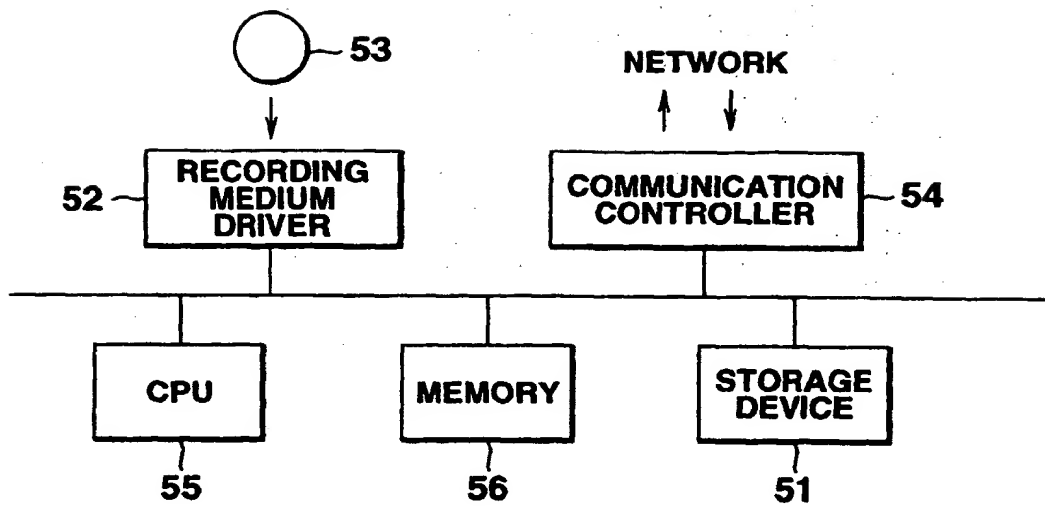 53
NETWORK
52
RECORDING
MEDIUM
DRIVER
COMMUNICATION
CONTROLLER
54
CPU
MEMORY
STORAGE
DEVICE
55
56
51